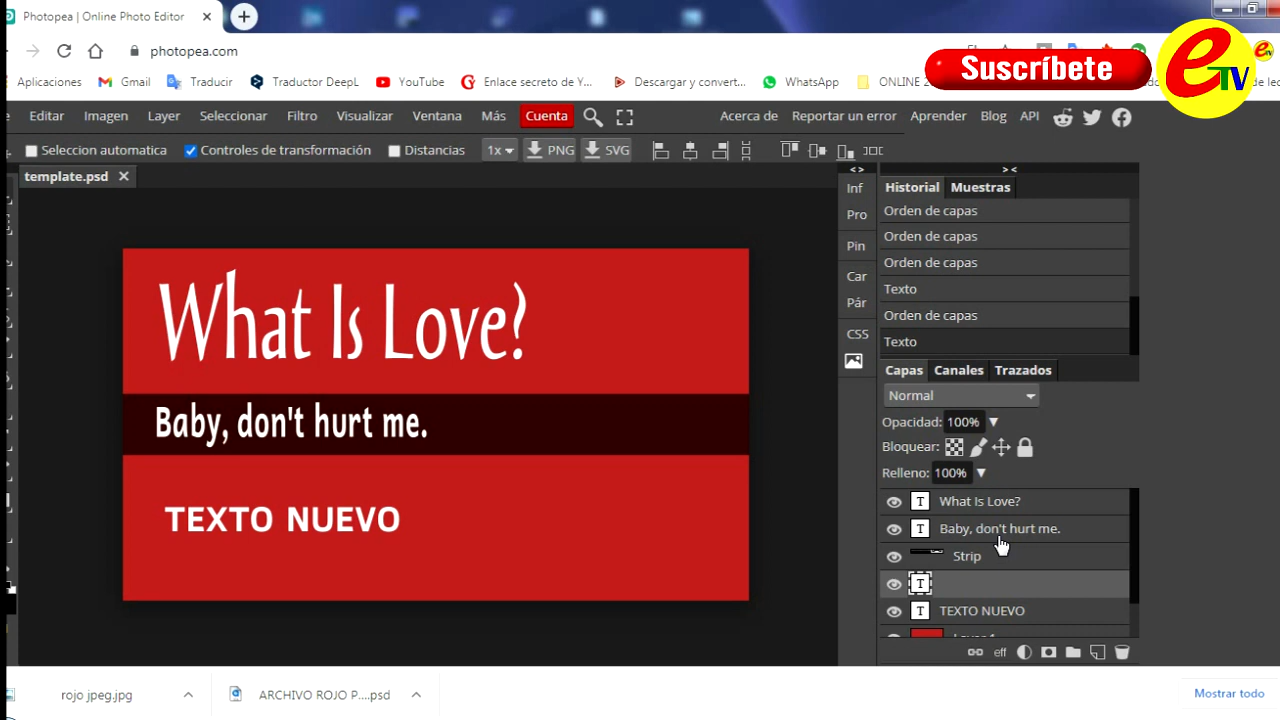 Photopea | Online Photo Editor
photopea.com
Suscríbete
e TV
Aplicaciones
Gmail
Traducir
Traductor DeepL
YouTube
Enlace secreto de Y...
Descargar y convert...
WhatsApp
ONLINE
Editar
Imagen
Layer
Seleccionar
Filtro
Visualizar
Ventana
Más
Cuenta
Acerca de
Reportar un error
Aprender
Blog
API
Seleccion automatica
Controles de transformación
Distancias
1x
PNG
SVG
template.psd
What Is Love?
Baby, don't hurt me.
TEXTO NUEVO
< >
Inf
Pro
Pin
Car
Pár
CSS
> <
Historial
Muestras
Orden de capas
Orden de capas
Orden de capas
Texto
Orden de capas
Texto
Capas
Canales
Trazados
Normal
Opacidad: 100%
Bloquear:
Relleno: 100%
T What Is Love?
T Baby, don't hurt me.
Strip
T
T TEXTO NUEVO
eff
rojo jpeg.jpg
ARCHIVO ROJO P....psd
Mostrar todo